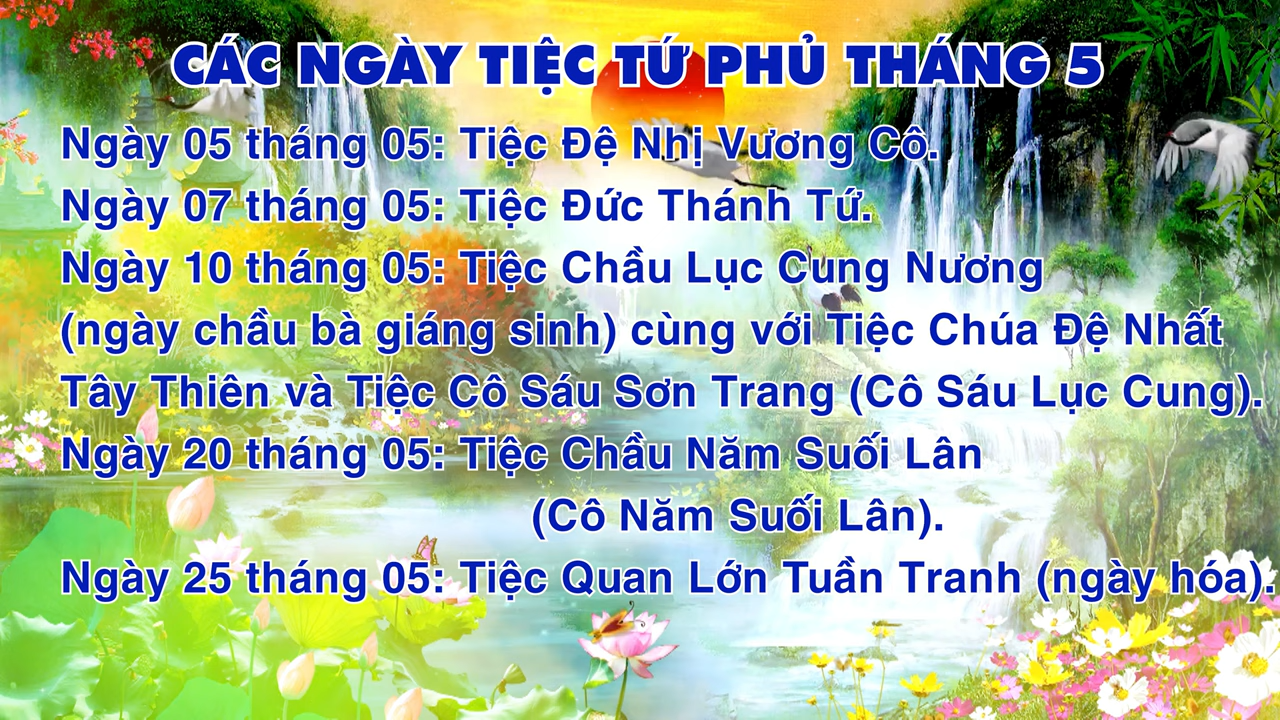 CÁC NGÀY TIỆC TỨ PHỦ THÁNG 5
Ngày 05 tháng 05: Tiệc Đệ Nhị Vương Cô.
Ngày 07 tháng 05: Tiệc Đức Thánh Tứ.
Ngày 10 tháng 05: Tiệc Chầu Lục Cung Nương
(ngày chầu bà giáng sinh) cùng với Tiệc Chúa Đệ Nhất
Tây Thiên và Tiệc Cô Sáu Sơn Trang (Cô Sáu Lục Cung).
Ngày 20 tháng 05: Tiệc Chầu Năm Suối Lân
(Cô Năm Suối Lân).
Ngày 25 tháng 05: Tiệc Quan Lớn Tuần Tranh (ngày hóa).